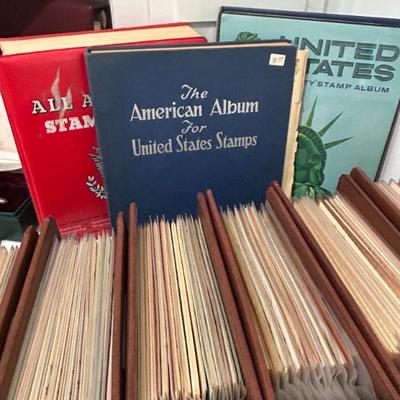 ALL A
STAM
The
American Album
For
United States Stamps
UNITED
STATES
STAMP ALBUM